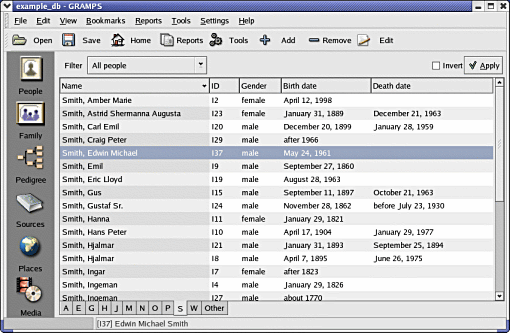 example_db - GRAMPS
File Edit View Bookmarks Reports Tools Settings Help
Open Save Home Reports Tools Add Remove Edit
People
Family
Pedigree
Sources
Places
Media
Filter All people Invert Apply
Name ID Gender Birth date Death date
Smith, Amber Marie I2 female April 12, 1998
Smith, Astrid Shermanna Augusta I23 female January 31, 1889 December 21, 1963
Smith, Carl Emil I20 male December 20, 1899 January 28, 1959
Smith, Craig Peter I29 male after 1966
Smith, Edwin Michael I37 male May 24, 1961
Smith, Emil I9 male September 27, 1860
Smith, Eric Lloyd I19 male August 28, 1963
Smith, Gus I15 male September 11, 1897 October 21, 1963
Smith, Gustaf Sr. I24 male November 28, 1862 before July 23, 1930
Smith, Hanna I11 female January 29, 1821
Smith, Hans Peter I10 male April 17, 1904 January 29, 1977
Smith, Hjalmar I21 male January 31, 1893 September 25, 1894
Smith, Hjalmar I8 male April 7, 1895 June 26, 1975
Smith, Ingar I7 female after 1823
Smith, Ingeman I4 male January 29, 1826
Smith, Ingeman I27 male about 1770
A E G H J M N O P S W Other
[I37] Edwin Michael Smith